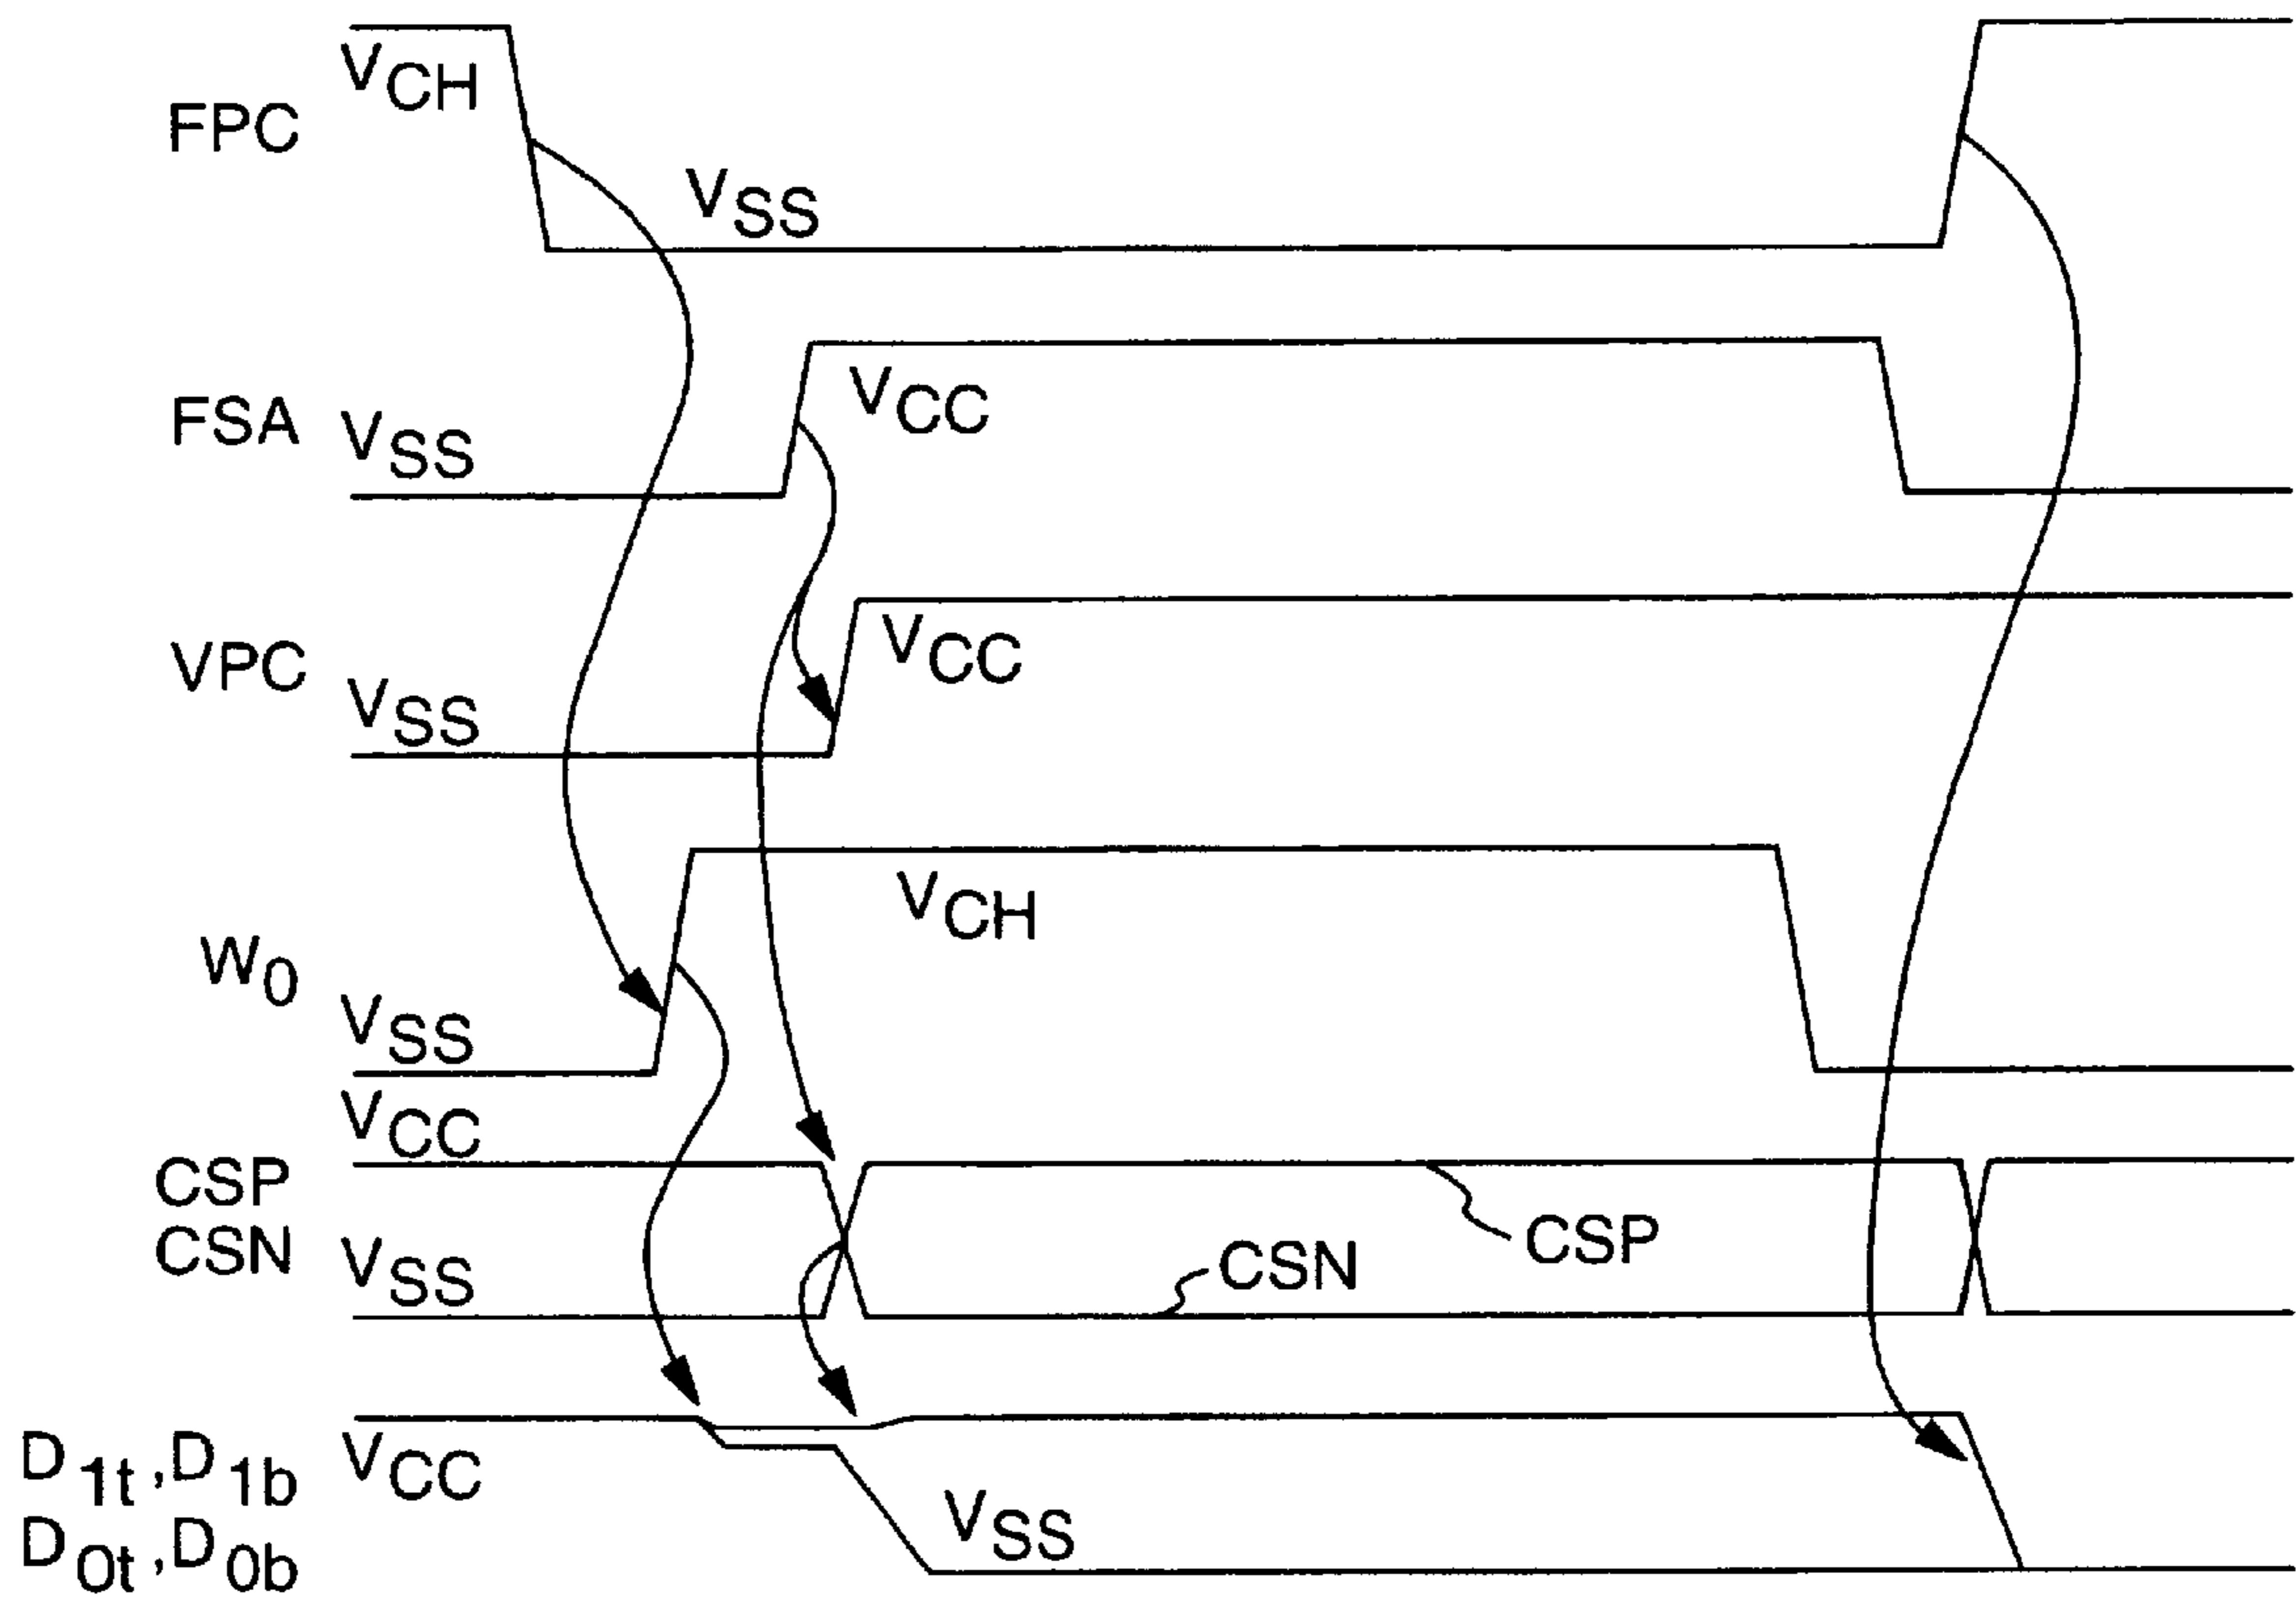 VCH
FPC
VSS
FSA VSS
VCC
VPC
VSS
VCC
W0
VSS
VCH
VCC
CSP
CSN
VSS
CSN
CSP
D1t,D1b
VCC
D0t,D0b
VSS